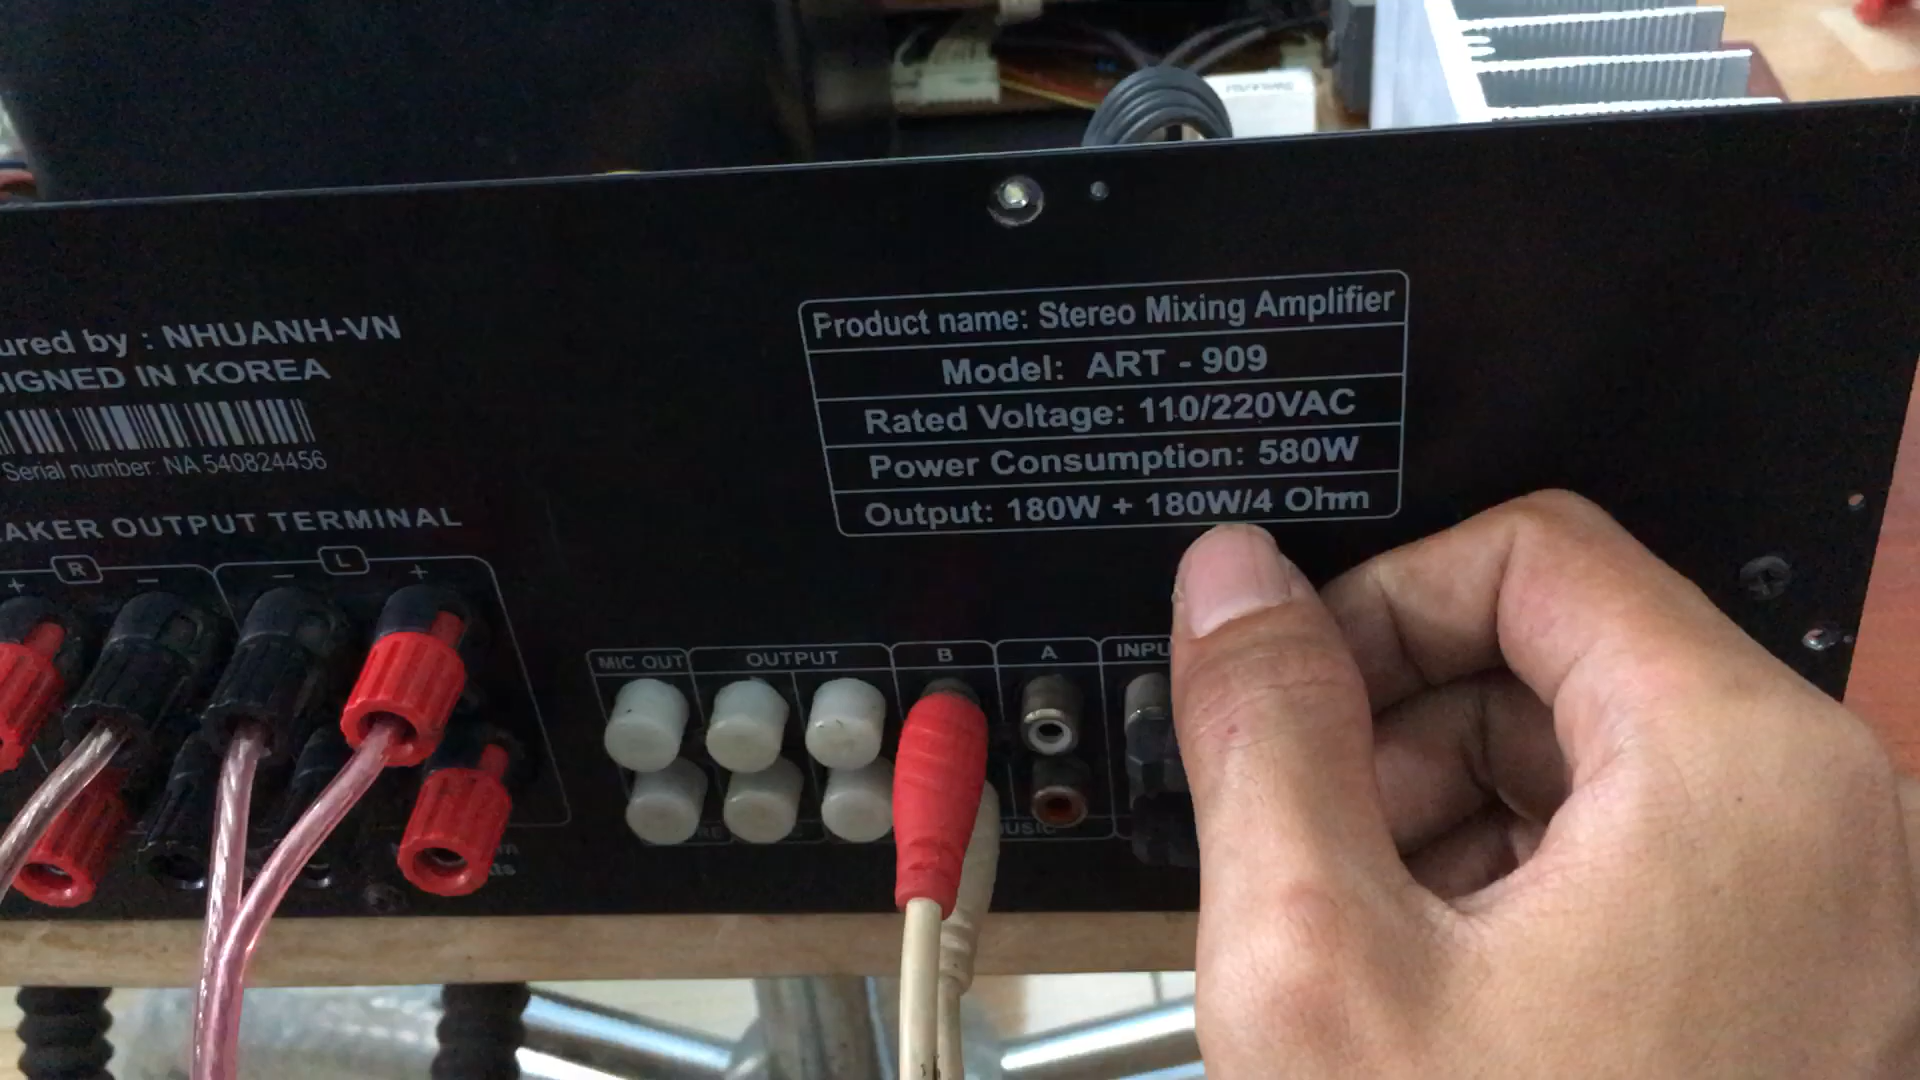 ured by : NHUANH-VN
IGNED IN KOREA
Serial number: NA 540824456
AKER OUTPUT TERMINAL
R
L
+ − − +
Product name: Stereo Mixing Amplifier
Model: ART - 909
Rated Voltage: 110/220VAC
Power Consumption: 580W
Output: 180W + 180W/4 Ohm
MIC OUT OUTPUT B A INPU